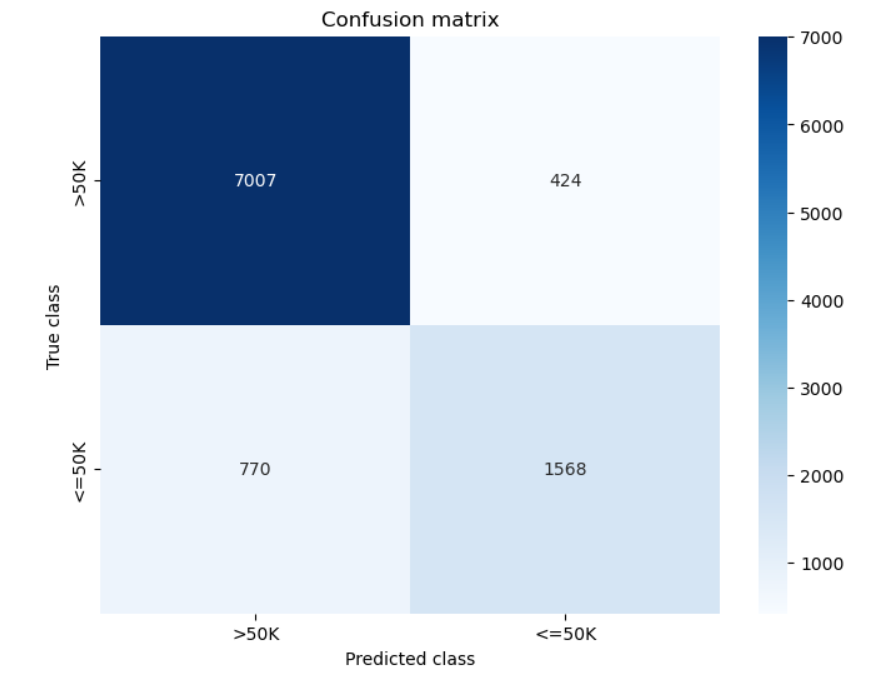 Confusion matrix
7000
6000
5000
4000
3000
2000
1000
True class
>50K
7007
424
<=50K
770
1568
>50K
<=50K
Predicted class